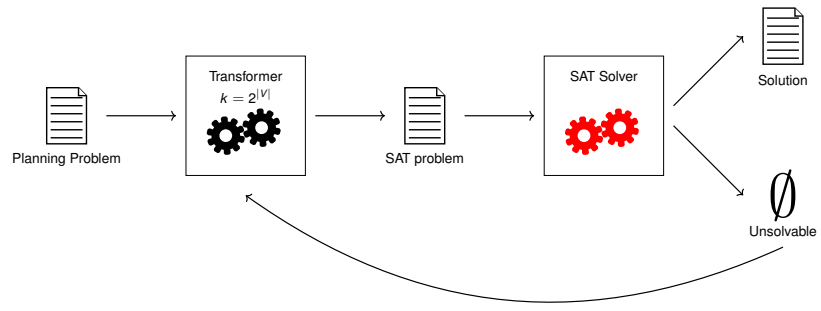 Planning Problem
Transformer
k = 2^|V|
SAT problem
SAT Solver
Solution
∅
Unsolvable